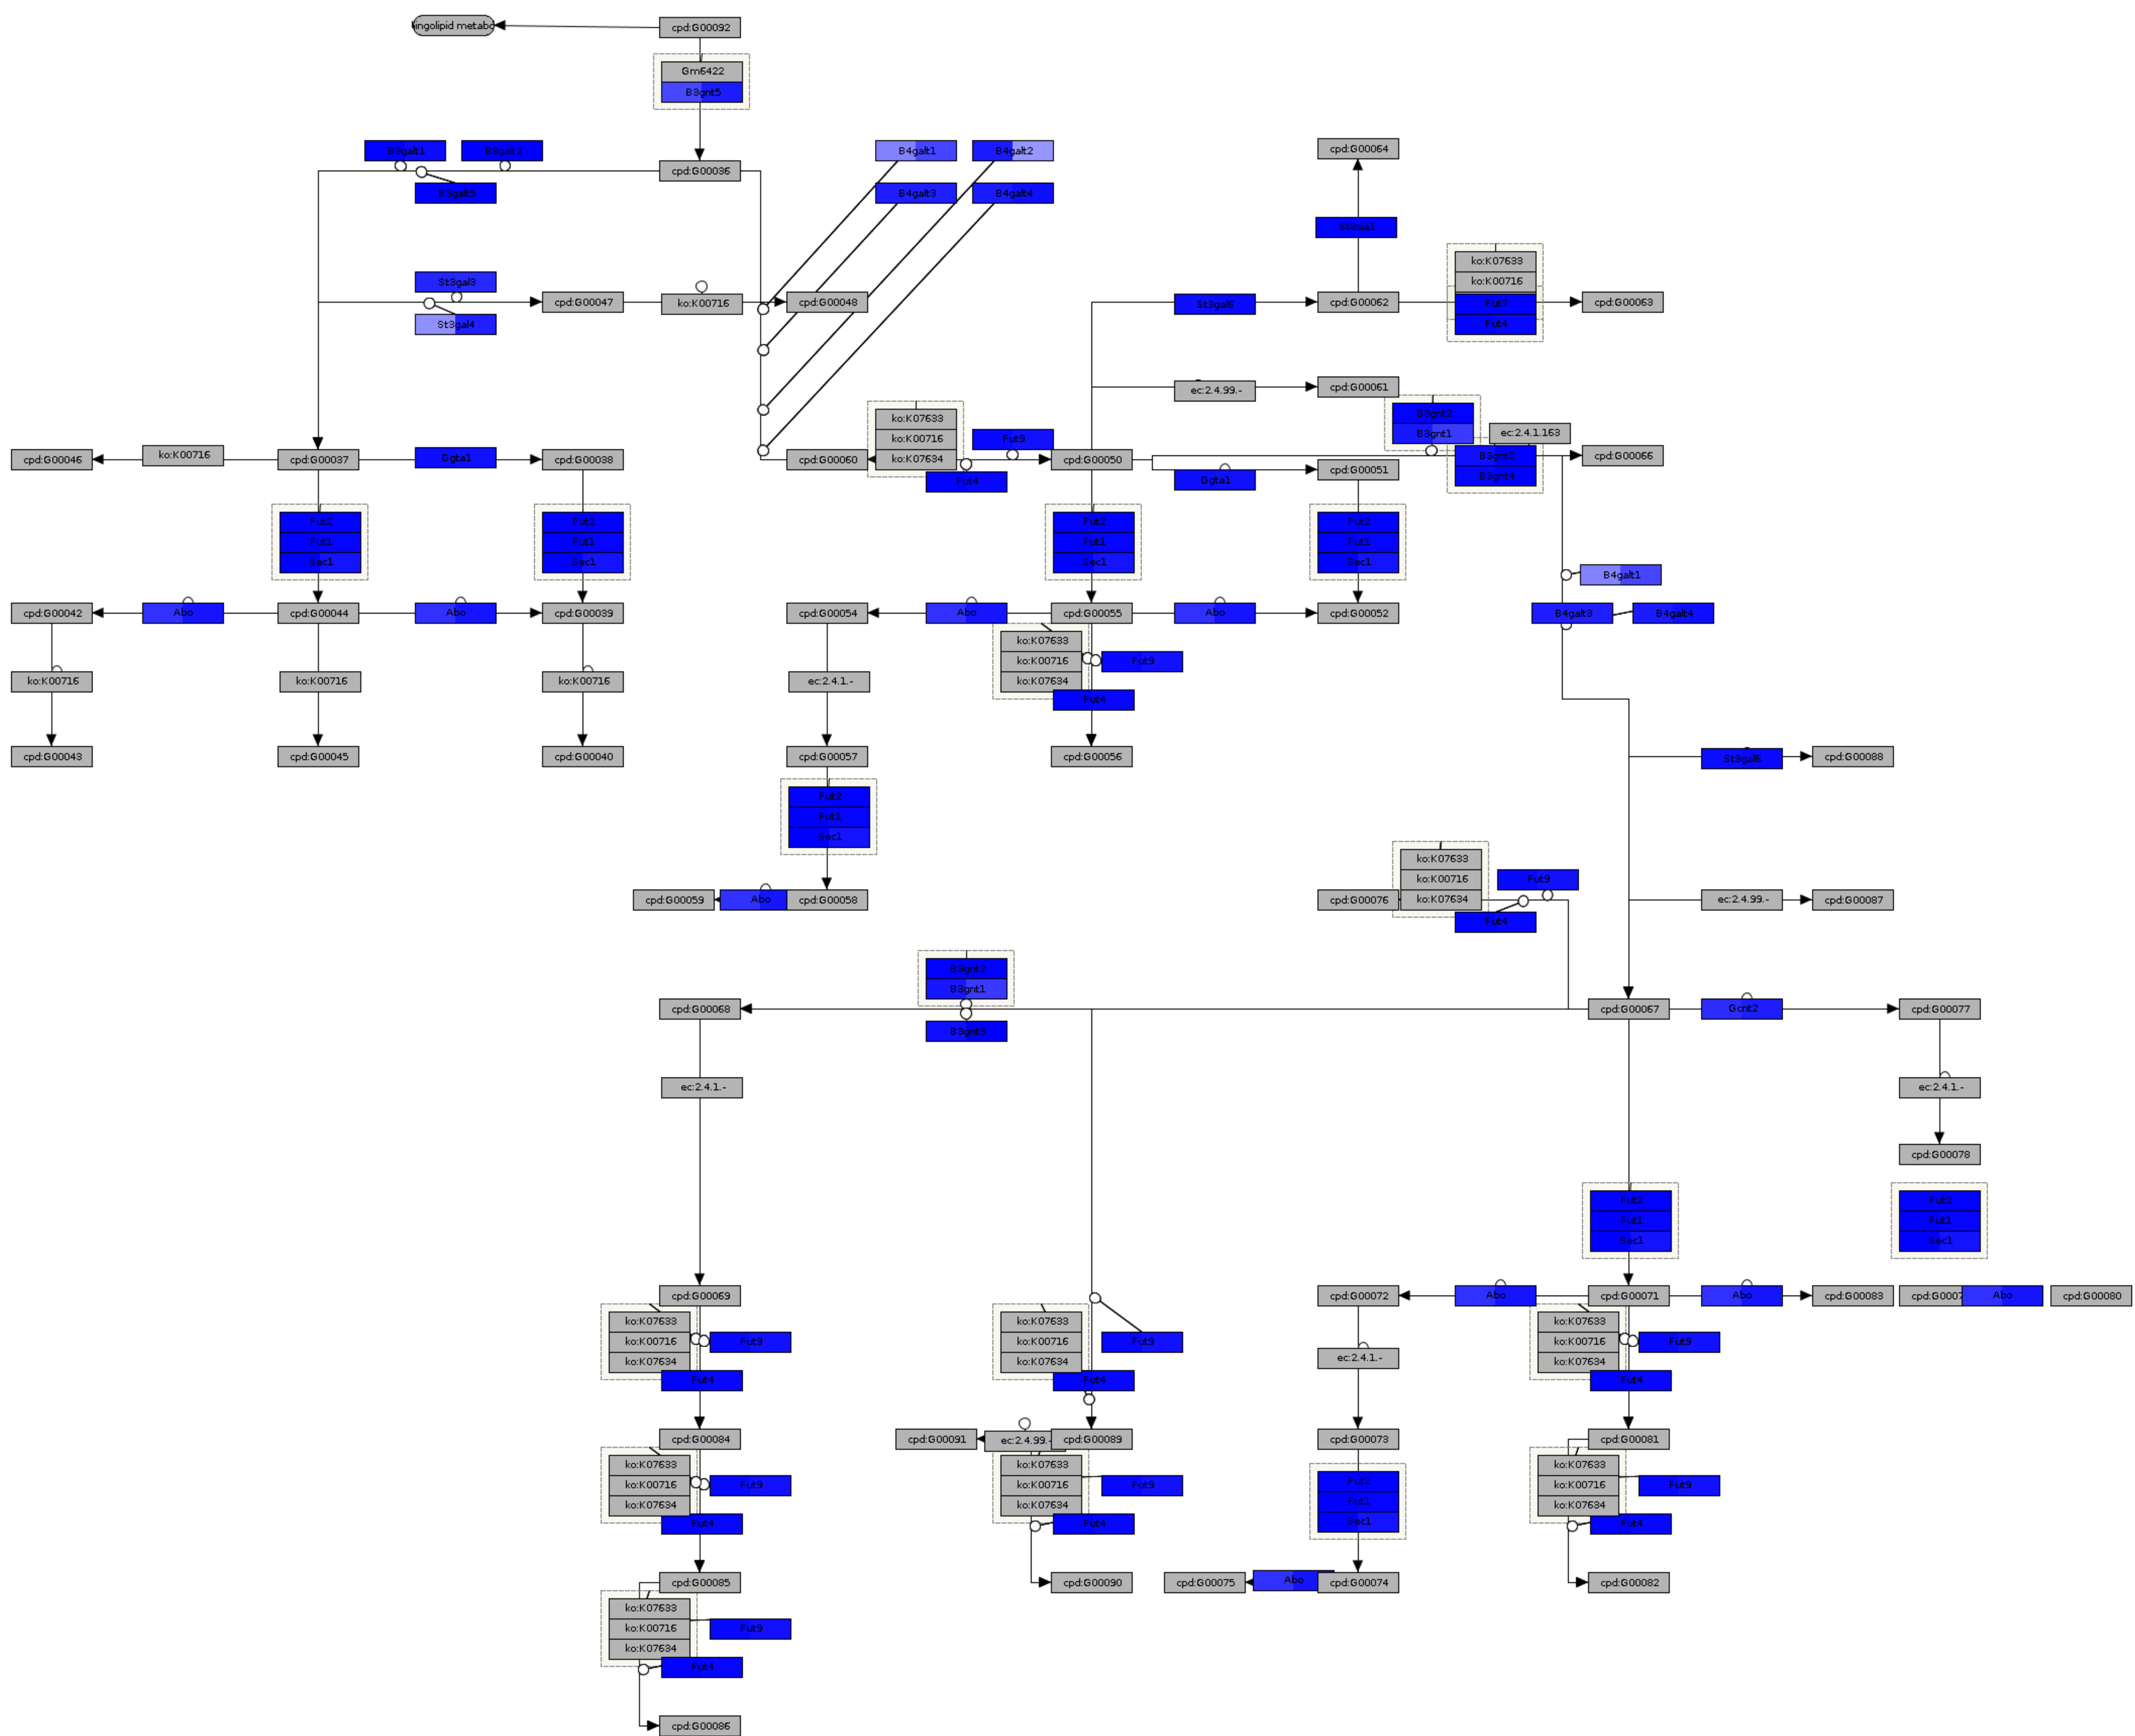 ingolipid metabo
cpd:G00092
Gm6422
B3gnt5
B3galt1
B3galt2
B4galt1
B4galt2
cpd:G00064
cpd:G00036
B3galt5
B4galt3
B4galt4
St8sia1
ko:K07633
ko:K00716
Fut7
Fut4
St3gal3
cpd:G00047
ko:K00716
cpd:G00048
St3gal6
cpd:G00062
cpd:G00063
St3gal4
ec:2.4.99.-
cpd:G00061
ko:K07633
ko:K00716
ko:K07634
B3gnt2
B3gnt1
ec:2.4.1.163
Fut9
cpd:G00046
ko:K00716
cpd:G00037
Ggta1
cpd:G00038
cpd:G00060
cpd:G00050
cpd:G00051
B3gnt3
B3gnt4
cpd:G00066
Fut4
Ggta1
Fut2
Fut1
Sec1
Fut2
Fut1
Sec1
Fut2
Fut1
Sec1
Fut2
Fut1
Sec1
B4galt1
cpd:G00042
Abo
cpd:G00044
Abo
cpd:G00039
cpd:G00054
Abo
cpd:G00055
Abo
cpd:G00052
B4galt3
B4galt4
ko:K07633
ko:K00716
ko:K07634
Fut9
ko:K00716
ko:K00716
ko:K00716
ec:2.4.1.-
Fut4
cpd:G00043
cpd:G00045
cpd:G00040
cpd:G00057
cpd:G00056
St3gal6
cpd:G00088
Fut2
Fut1
Sec1
ko:K07633
ko:K00716
ko:K07634
Fut9
cpd:G00059
Abo
cpd:G00058
cpd:G00076
ec:2.4.99.-
cpd:G00087
Fut4
B3gnt2
B3gnt1
cpd:G00068
cpd:G00067
Gcnt2
cpd:G00077
B3gnt3
ec:2.4.1.-
ec:2.4.1.-
cpd:G00078
Fut2
Fut1
Sec1
Fut2
Fut1
Sec1
cpd:G00069
cpd:G00072
Abo
cpd:G00071
Abo
cpd:G00083
cpd:G0007
Abo
cpd:G00080
ko:K07633
ko:K00716
ko:K07634
Fut9
Fut4
ko:K07633
ko:K00716
ko:K07634
Fut9
Fut4
ec:2.4.1.-
ko:K07633
ko:K00716
ko:K07634
Fut9
Fut4
cpd:G00084
cpd:G00091
ec:2.4.99.-
cpd:G00089
cpd:G00073
cpd:G00081
ko:K07633
ko:K00716
ko:K07634
Fut9
Fut4
ko:K07633
ko:K00716
ko:K07634
Fut9
Fut4
Fut2
Fut1
Sec1
ko:K07633
ko:K00716
ko:K07634
Fut9
Fut4
cpd:G00085
cpd:G00090
cpd:G00075
Abo
cpd:G00074
cpd:G00082
ko:K07633
ko:K00716
ko:K07634
Fut9
Fut4
cpd:G00086